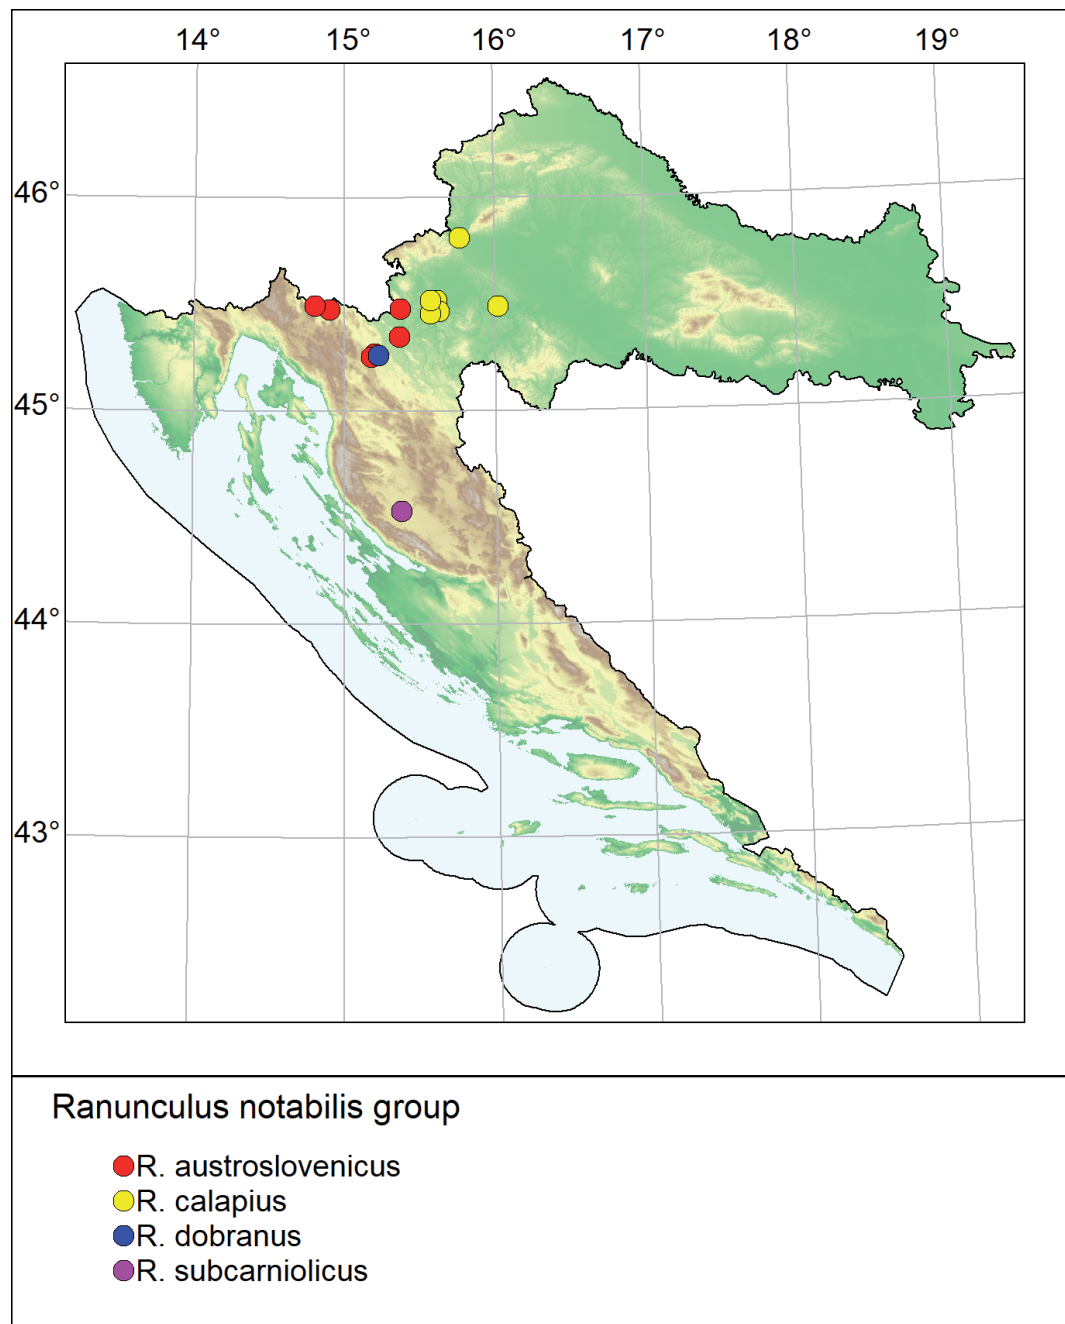 14° 15° 16° 17° 18° 19°
46°
45°
44°
43°
Ranunculus notabilis group
R. austroslovenicus
R. calapius
R. dobranus
R. subcarniolicus